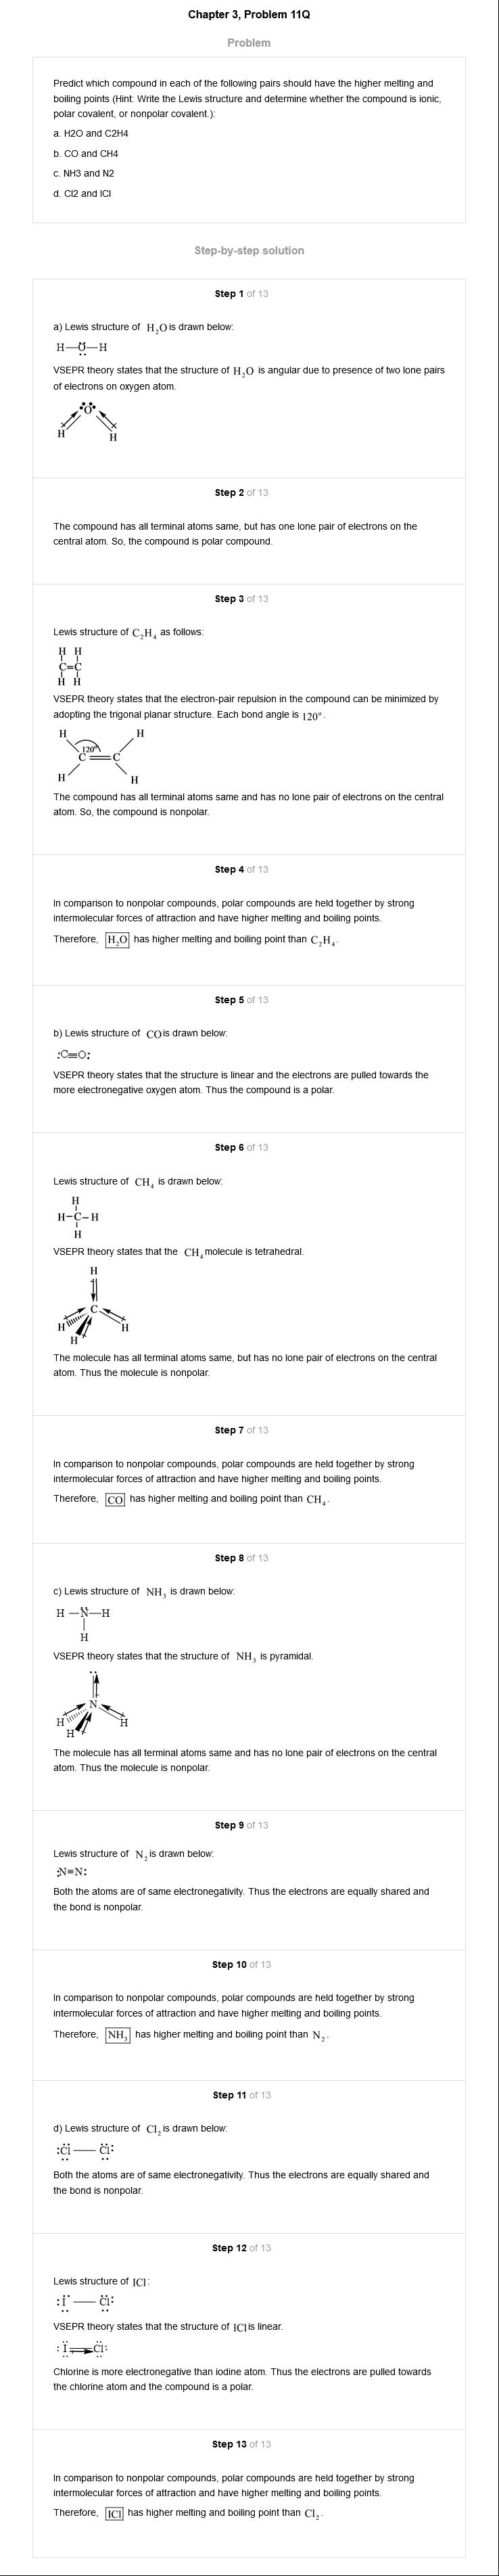 Chapter 3, Problem 11Q
Problem
Predict which compound in each of the following pairs should have the higher melting and
boiling points (Hint: Write the Lewis structure and determine whether the compound is ionic,
polar covalent, or nonpolar covalent.):
a. H2O and C2H4
b. CO and CH4
c. NH3 and N2
d. Cl2 and ICl
Step-by-step solution
Step 1 of 13
a) Lewis structure of H₂O is drawn below:
H—O—H
VSEPR theory states that the structure of H₂O is angular due to presence of two lone pairs
of electrons on oxygen atom.
O
H H
Step 2 of 13
The compound has all terminal atoms same, but has one lone pair of electrons on the
central atom. So, the compound is polar compound.
Step 3 of 13
Lewis structure of C₂H₄ as follows:
H H
C=C
H H
VSEPR theory states that the electron-pair repulsion in the compound can be minimized by
adopting the trigonal planar structure. Each bond angle is 120°.
H H
120°
C=C
H H
The compound has all terminal atoms same and has no lone pair of electrons on the central
atom. So, the compound is nonpolar.
Step 4 of 13
In comparison to nonpolar compounds, polar compounds are held together by strong
intermolecular forces of attraction and have higher melting and boiling points.
Therefore, H₂O has higher melting and boiling point than C₂H₄.
Step 5 of 13
b) Lewis structure of CO is drawn below:
:C≡O:
VSEPR theory states that the structure is linear and the electrons are pulled towards the
more electronegative oxygen atom. Thus the compound is a polar.
Step 6 of 13
Lewis structure of CH₄ is drawn below:
H
H–C–H
H
VSEPR theory states that the CH₄ molecule is tetrahedral.
H
C
H H
H
The molecule has all terminal atoms same, but has no lone pair of electrons on the central
atom. Thus the molecule is nonpolar.
Step 7 of 13
In comparison to nonpolar compounds, polar compounds are held together by strong
intermolecular forces of attraction and have higher melting and boiling points.
Therefore, CO has higher melting and boiling point than CH₄.
Step 8 of 13
c) Lewis structure of NH₃ is drawn below:
H—N—H
H
VSEPR theory states that the structure of NH₃ is pyramidal.
N
H H
H
The molecule has all terminal atoms same and has no lone pair of electrons on the central
atom. Thus the molecule is nonpolar.
Step 9 of 13
Lewis structure of N₂ is drawn below:
:N≡N:
Both the atoms are of same electronegativity. Thus the electrons are equally shared and
the bond is nonpolar.
Step 10 of 13
In comparison to nonpolar compounds, polar compounds are held together by strong
intermolecular forces of attraction and have higher melting and boiling points.
Therefore, NH₃ has higher melting and boiling point than N₂.
Step 11 of 13
d) Lewis structure of Cl₂ is drawn below:
:Cl — Cl:
Both the atoms are of same electronegativity. Thus the electrons are equally shared and
the bond is nonpolar.
Step 12 of 13
Lewis structure of ICl:
:I — Cl:
VSEPR theory states that the structure of ICl is linear.
:I Cl:
Chlorine is more electronegative than iodine atom. Thus the electrons are pulled towards
the chlorine atom and the compound is a polar.
Step 13 of 13
In comparison to nonpolar compounds, polar compounds are held together by strong
intermolecular forces of attraction and have higher melting and boiling points.
Therefore, ICl has higher melting and boiling point than Cl₂.